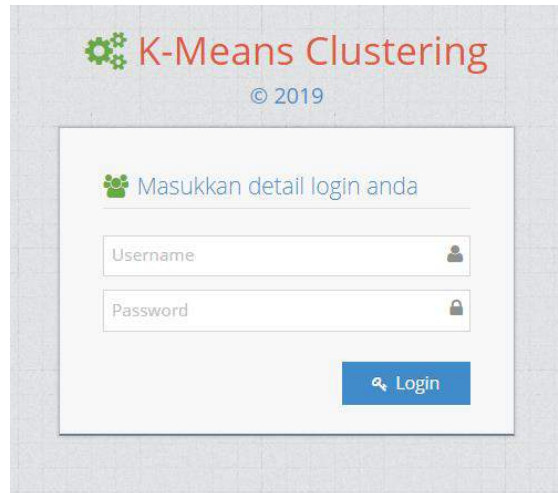 K-Means Clustering
© 2019
Masukkan detail login anda
Username
Password
Login